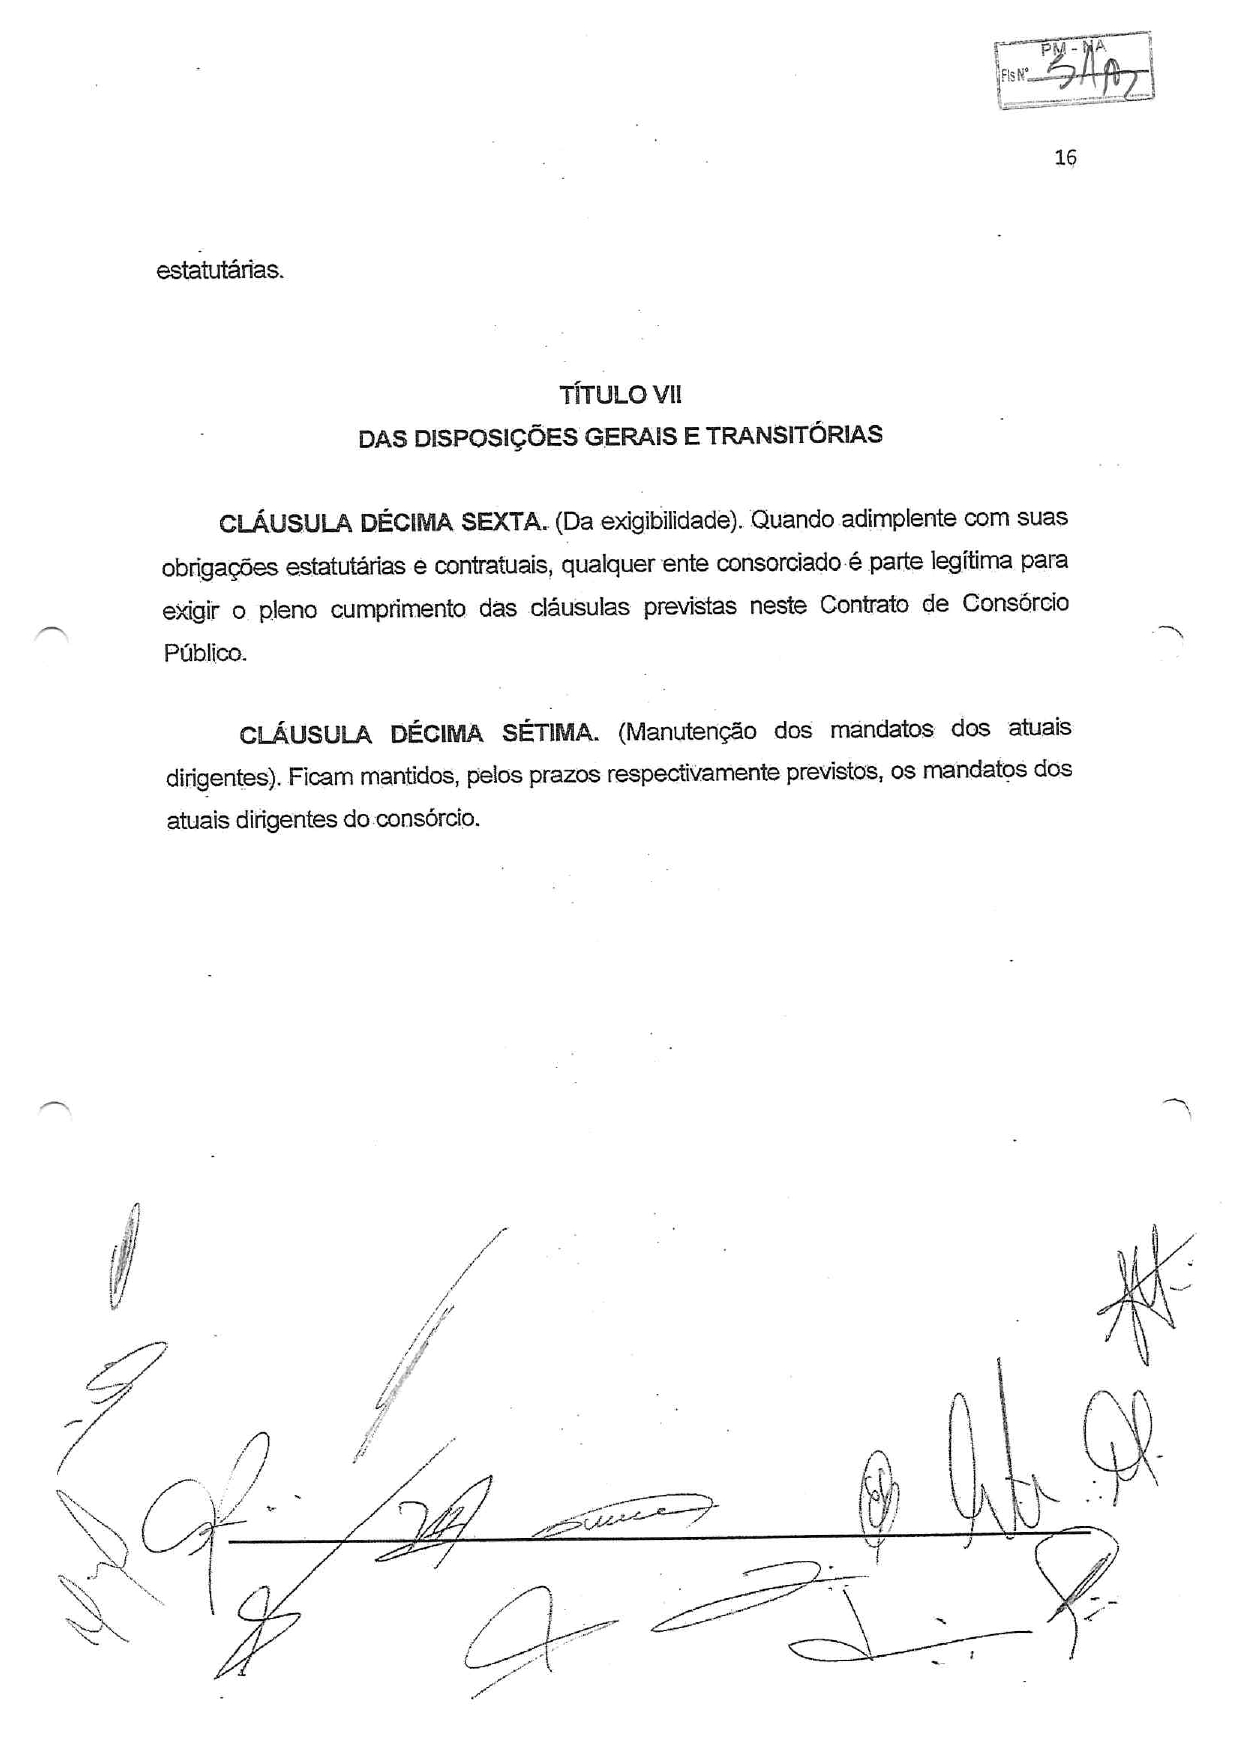 PM - NA
Fls Nº
16
estatutárias.
TÍTULO VII
DAS DISPOSIÇÕES GERAIS E TRANSITÓRIAS
CLÁUSULA DÉCIMA SEXTA. (Da exigibilidade). Quando adimplente com suas
obrigações estatutárias e contratuais, qualquer ente consorciado é parte legítima para
exigir o pleno cumprimento das cláusulas previstas neste Contrato de Consórcio
Público.
CLÁUSULA DÉCIMA SÉTIMA. (Manutenção dos mandatos dos atuais
dirigentes). Ficam mantidos, pelos prazos respectivamente previstos, os mandatos dos
atuais dirigentes do consórcio.